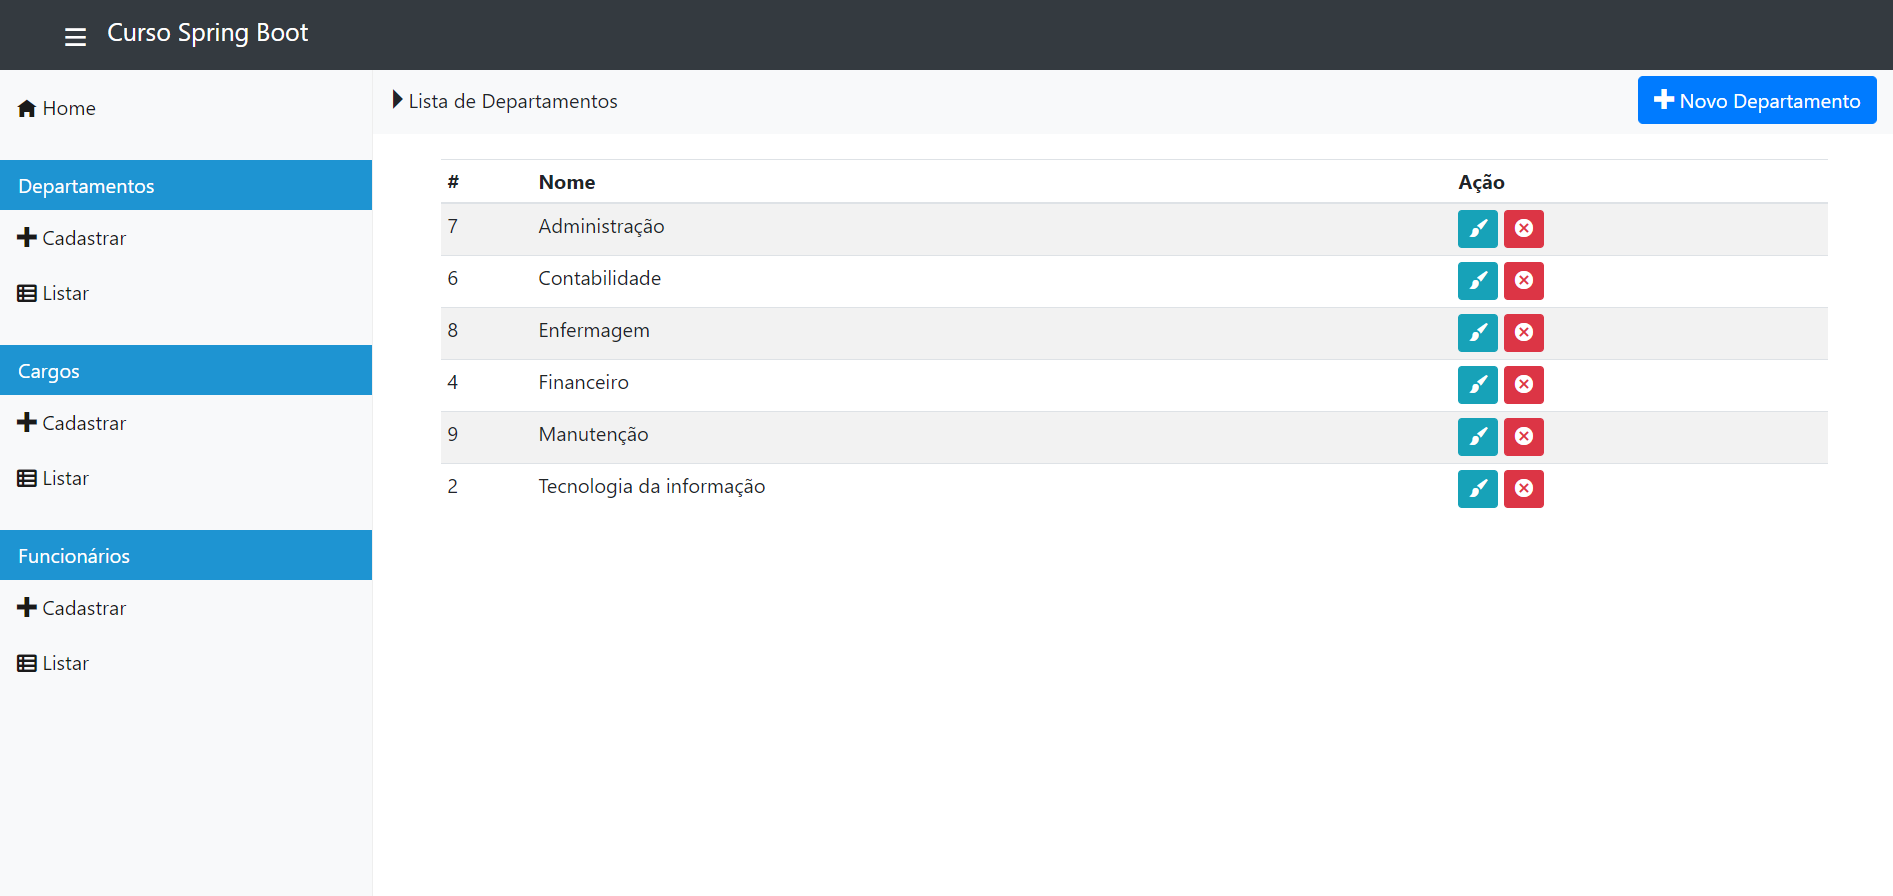 Curso Spring Boot
Home
Departamentos
Cadastrar
Listar
Cargos
Cadastrar
Listar
Funcionários
Cadastrar
Listar
Lista de Departamentos
Novo Departamento
# Nome Ação
7 Administração
6 Contabilidade
8 Enfermagem
4 Financeiro
9 Manutenção
2 Tecnologia da informação